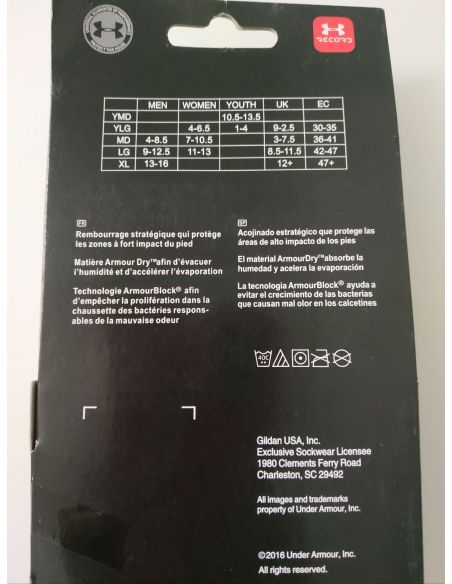 UNDER ARMOUR
RECORD
MEN WOMEN YOUTH UK EC
YMD 10.5-13.5
YLG 4-6.5 1-4 9-2.5 30-35
MD 4-8.5 7-10.5 3-7.5 36-41
LG 9-12.5 11-13 8.5-11.5 42-47
XL 13-16 12+ 47+
FR
Rembourrage stratégique qui protège
les zones à fort impact du pied
Matière Armour Dry™afin d'évacuer
l'humidité et d'accélérer l'évaporation
Technologie ArmourBlock® afin
d'empêcher la prolifération dans la
chaussette des bactéries respons-
ables de la mauvaise odeur
SP
Acojinado estratégico que protege las
áreas de alto impacto de los pies
El material ArmourDry™absorbe la
humedad y acelera la evaporación
La tecnologia ArmourBlock® ayuda a
evitar el crecimiento de las bacterias
que causan mal olor en los calcetines
40C
Gildan USA, Inc.
Exclusive Sockwear Licensee
1980 Clements Ferry Road
Charleston, SC 29492
All images and trademarks
property of Under Armour, Inc.
©2016 Under Armour, Inc.
All rights reserved.